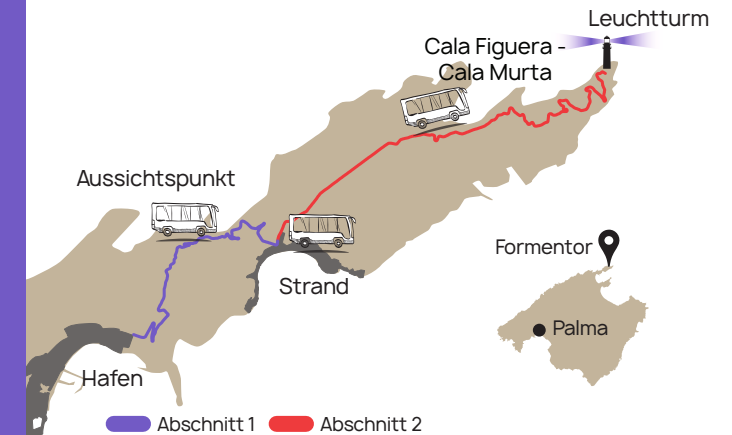 Leuchtturm
Cala Figuera -
Cala Murta
Aussichtspunkt
Formentor
Strand
Palma
Hafen
Abschnitt 1
Abschnitt 2